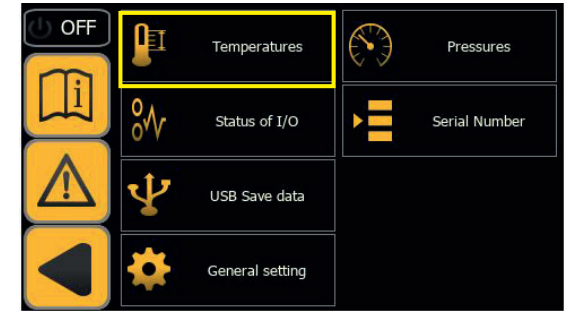 OFF
Temperatures
Pressures
Status of I/O
Serial Number
USB Save data
General setting